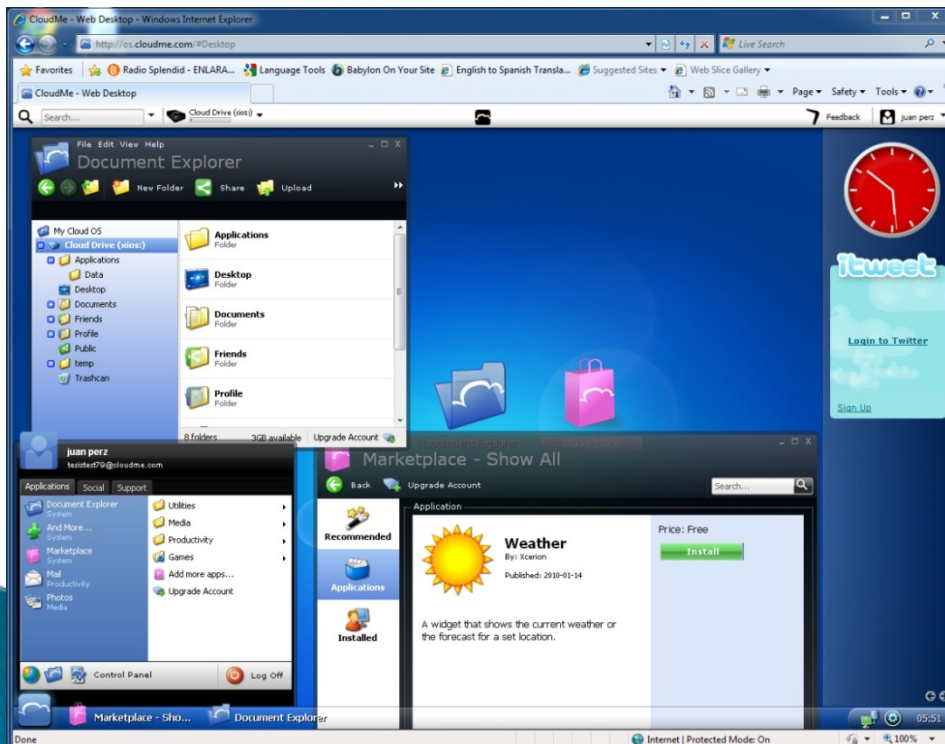 CloudMe - Web Desktop - Windows Internet Explorer
http://os.cloudme.com/#Desktop
Live Search
Favorites
Radio Splendid - ENLARA...
Language Tools
Babylon On Your Site
English to Spanish Transla...
Suggested Sites
Web Slice Gallery
CloudMe - Web Desktop
Page
Safety
Tools
Search...
Cloud Drive (xios:)
Feedback
juan perz
File Edit View Help
Document Explorer
New Folder
Share
Upload
My Cloud OS
Cloud Drive (xios:)
Applications
Data
Desktop
Documents
Friends
Profile
Public
temp
Trashcan
Applications
Folder
Desktop
Folder
Documents
Folder
Friends
Folder
Profile
Folder
8 folders
3GB available
Upgrade Account
itweet
Login to Twitter
Sign Up
Document Explorer
Marketplace
juan perz
tesistest79@cloudme.com
Applications
Social
Support
Document Explorer
System
And More...
System
Marketplace
System
Mail
Productivity
Photos
Media
Utilities
Media
Productivity
Games
Add more apps...
Upgrade Account
Control Panel
Log Off
Marketplace - Show All
Back
Upgrade Account
Search...
Recommended
Applications
Installed
Application
Weather
By: Xcerion
Published: 2010-01-14
A widget that shows the current weather or
the forecast for a set location.
Price: Free
Install
Marketplace - Sho...
Document Explorer
05:51
Done
Internet | Protected Mode: On
100%